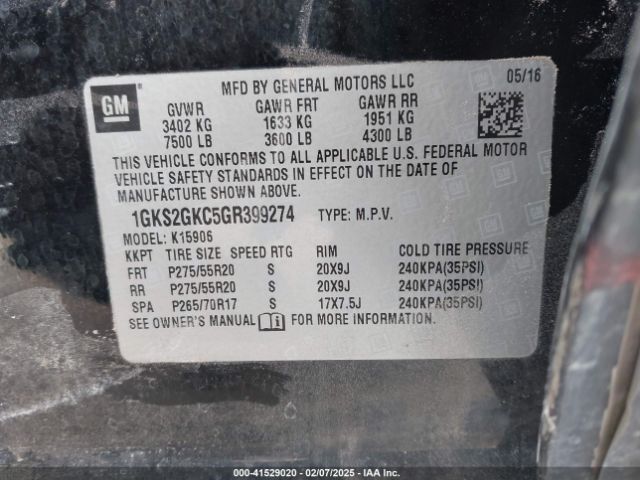 GM
MFD BY GENERAL MOTORS LLC 05/16
GVWR GAWR FRT GAWR RR
3402 KG 1633 KG 1951 KG
7500 LB 3600 LB 4300 LB
THIS VEHICLE CONFORMS TO ALL APPLICABLE U.S. FEDERAL MOTOR
VEHICLE SAFETY STANDARDS IN EFFECT ON THE DATE OF
MANUFACTURE SHOWN ABOVE.
1GKS2GKC5GR399274 TYPE: M.P.V.
MODEL: K15906
KKPT TIRE SIZE SPEED RTG RIM COLD TIRE PRESSURE
FRT P275/55R20 S 20X9J 240KPA(35PSI)
RR P275/55R20 S 20X9J 240KPA(35PSI)
SPA P265/70R17 S 17X7.5J 240KPA(35PSI)
SEE OWNER'S MANUAL FOR MORE INFORMATION.
000-41529020 - 02/07/2025 - IAA Inc.